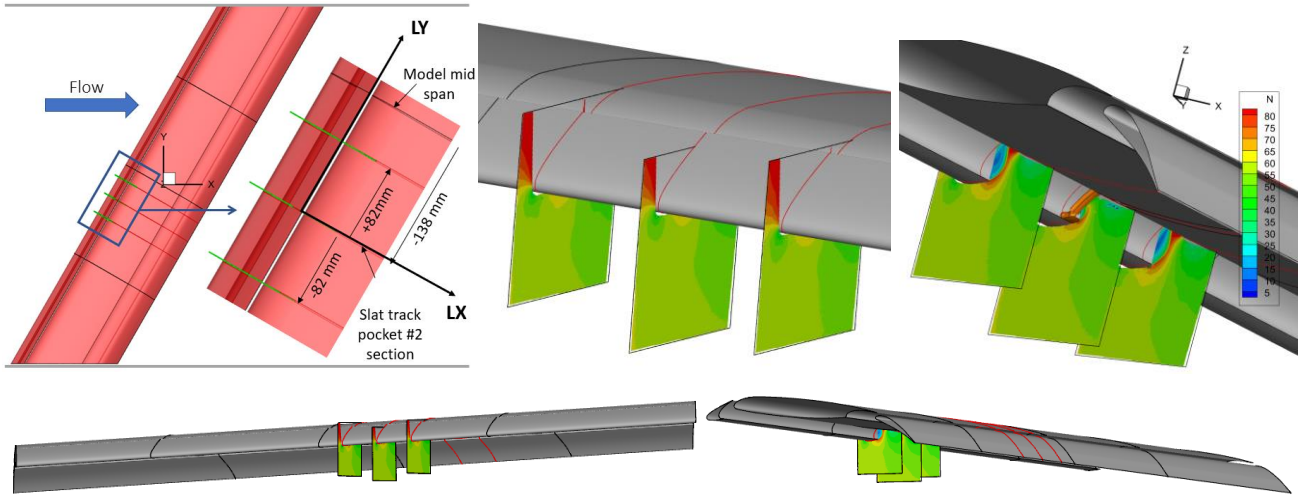 Flow
Y
X
LY
Model mid
span
+82mm
-138 mm
-82 mm
LX
Slat track
pocket #2
section
Z
Y
X
N
80
75
65
60
55
50
45
40
35
30
25
20
15
10
5